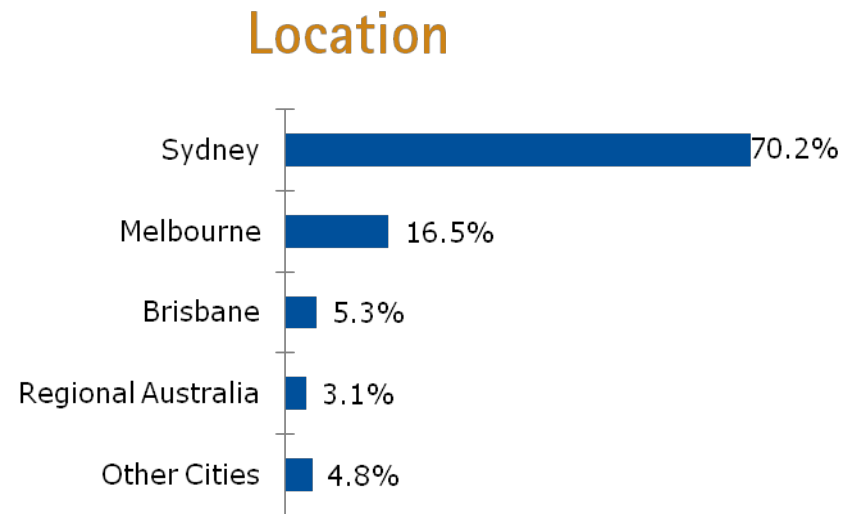 Location
Sydney 70.2%
Melbourne 16.5%
Brisbane 5.3%
Regional Australia 3.1%
Other Cities 4.8%